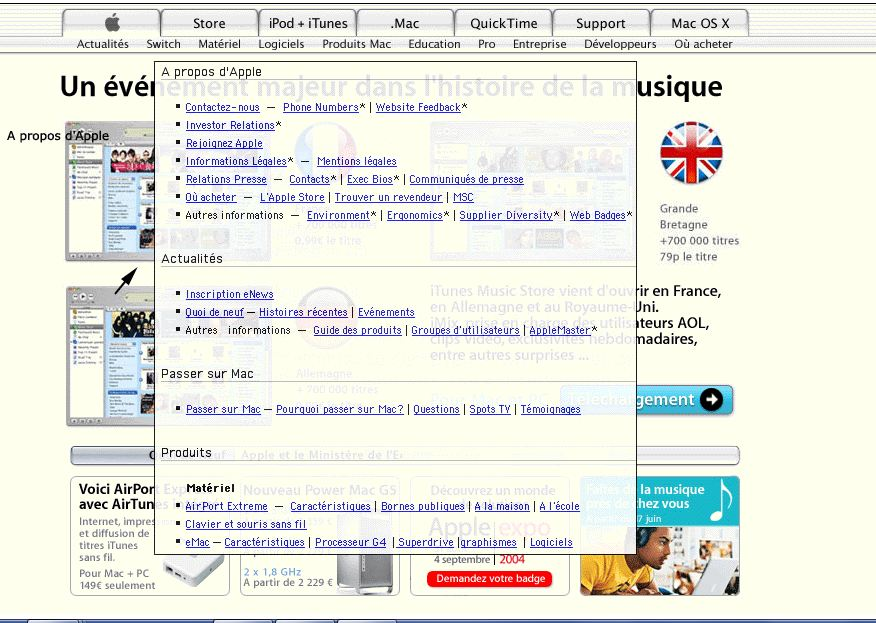 Store iPod + iTunes .Mac QuickTime Support Mac OS X
Actualités Switch Matériel Logiciels Produits Mac Education Pro Entreprise Développeurs Où acheter
Un événement majeur dans l'histoire de la musique
A propos d'Apple
A propos d'Apple
Contactez-nous — Phone Numbers* | Website Feedback*
Investor Relations*
Rejoignez Apple
Informations Légales* — Mentions légales
Relations Presse — Contacts* | Exec Bios* | Communiqués de presse
Où acheter — L'Apple Store | Trouver un revendeur | MSC
Autres informations — Environment* | Ergonomics* | Supplier Diversity* | Web Badges*
+700 000 titres
0,99€ le titre
Grande
Bretagne
+700 000 titres
79p le titre
Actualités
Inscription eNews
Quoi de neuf — Histoires récentes | Evénements
Autres informations — Guide des produits | Groupes d'utilisateurs | AppleMaster*
iTunes Music Store vient d'ouvrir en France,
en Allemagne et au Royaume-Uni.
iMix, prise en charge des utilisateurs AOL,
clips vidéo, exclusivités hebdomadaires,
entre autres surprises ...
Allemagne
+700 000 titres
Passer sur Mac
Passer sur Mac — Pourquoi passer sur Mac? | Questions | Spots TV | Témoignages
Téléchargement
Produits
Apple et le Ministère de l'E
Matériel
AirPort Extreme — Caractéristiques | Bornes publiques | A la maison | A l'école
Clavier et souris sans fil
eMac — Caractéristiques | Processeur G4 | Superdrive |graphismes | Logiciels
Voici AirPort Exp
avec AirTunes
Internet, impres
et diffusion de
titres iTunes
sans fil.
Pour Mac + PC
149€ seulement
Nouveau Power Mac G5
2 x 1,8 GHz
A partir de 2 229 €
Découvrez un monde
Apple expo
4 septembre | 2004
Demandez votre badge
Faites de la musique
près de chez vous
A partir du 7 juin